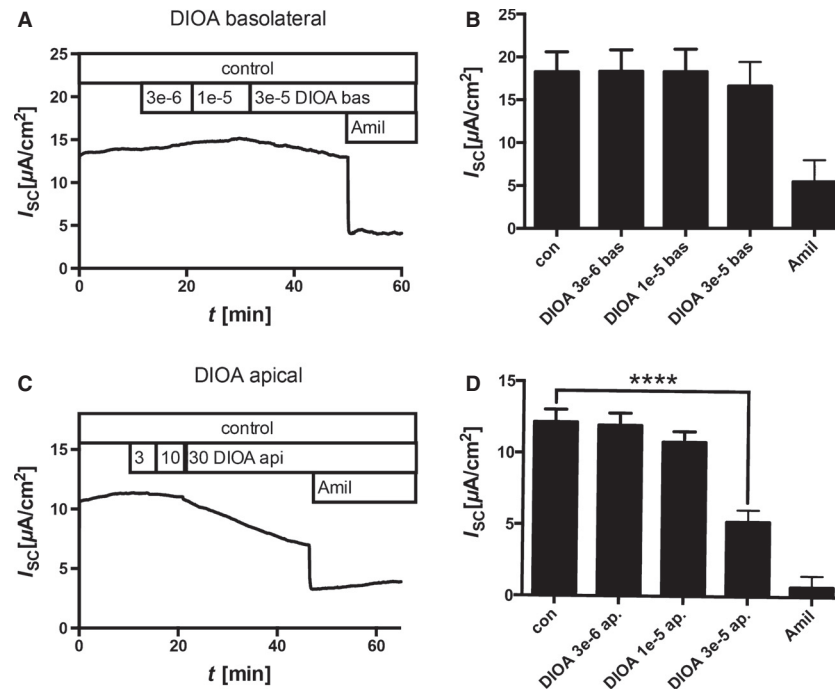 A
DIOA basolateral
25
20
15
10
5
0
I_SC[µA/cm²]
control
3e-6
1e-5
3e-5 DIOA bas
Amil
0
20
40
60
t [min]
B
25
20
15
10
5
0
I_SC[µA/cm²]
con
DIOA 3e-6 bas
DIOA 1e-5 bas
DIOA 3e-5 bas
Amil
C
DIOA apical
15
10
5
0
I_SC[µA/cm²]
control
3
10
30 DIOA api
Amil
0
20
40
60
t [min]
D
15
10
5
0
I_SC[µA/cm²]
****
con
DIOA 3e-6 ap.
DIOA 1e-5 ap.
DIOA 3e-5 ap.
Amil